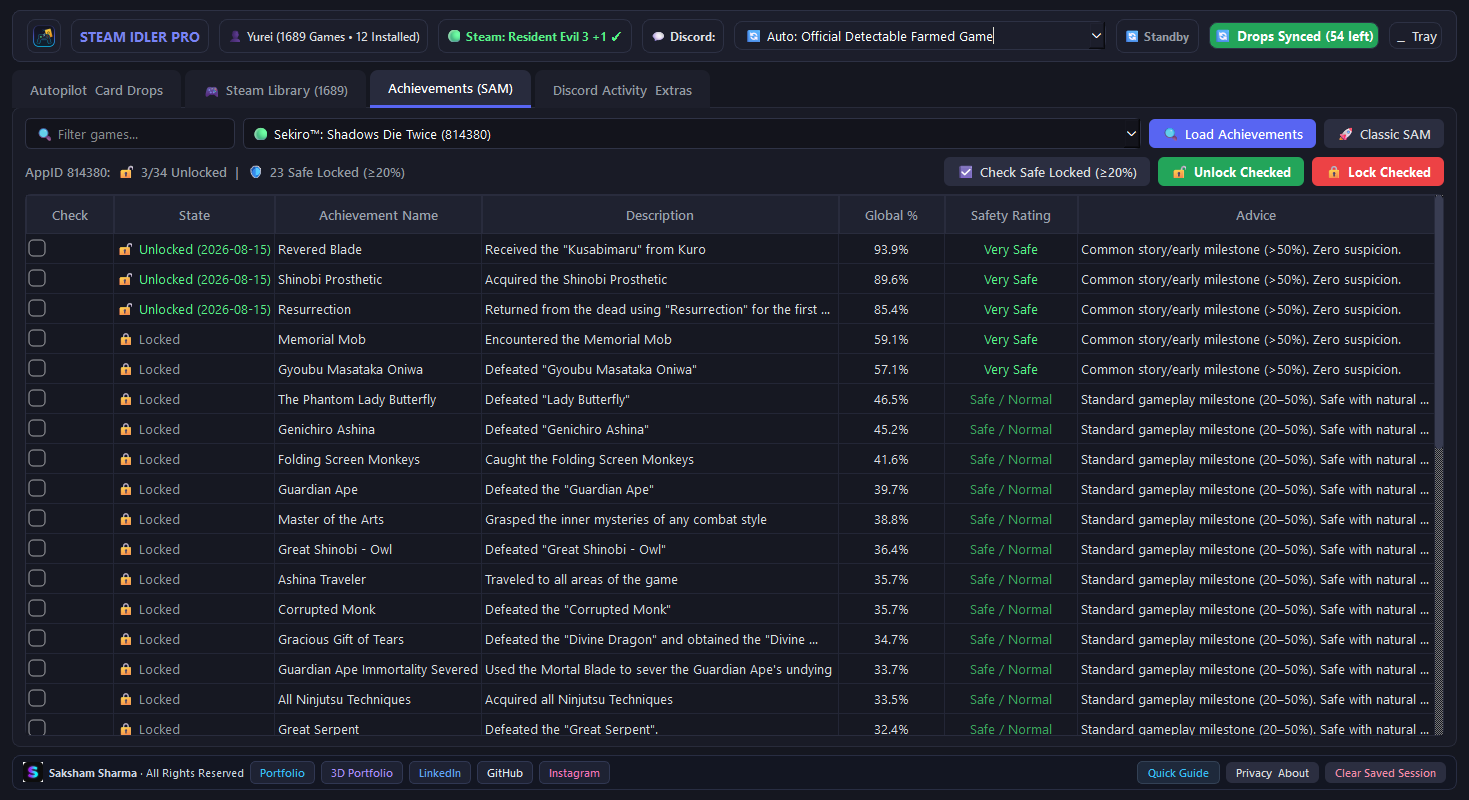 STEAM IDLER PRO Yurei (1689 Games • 12 Installed) Steam: Resident Evil 3 +1 ✓ Discord: Auto: Official Detectable Farmed Game Standby Drops Synced (54 left) _ Tray
Autopilot Card Drops Steam Library (1689) Achievements (SAM) Discord Activity Extras
Filter games... Sekiro™: Shadows Die Twice (814380) Load Achievements Classic SAM
AppID 814380: 3/34 Unlocked | 23 Safe Locked (≥20%) Check Safe Locked (≥20%) Unlock Checked Lock Checked
Check State Achievement Name Description Global % Safety Rating Advice
Unlocked (2026-08-15) Revered Blade Received the "Kusabimaru" from Kuro 93.9% Very Safe Common story/early milestone (>50%). Zero suspicion.
Unlocked (2026-08-15) Shinobi Prosthetic Acquired the Shinobi Prosthetic 89.6% Very Safe Common story/early milestone (>50%). Zero suspicion.
Unlocked (2026-08-15) Resurrection Returned from the dead using "Resurrection" for the first ... 85.4% Very Safe Common story/early milestone (>50%). Zero suspicion.
Locked Memorial Mob Encountered the Memorial Mob 59.1% Very Safe Common story/early milestone (>50%). Zero suspicion.
Locked Gyoubu Masataka Oniwa Defeated "Gyoubu Masataka Oniwa" 57.1% Very Safe Common story/early milestone (>50%). Zero suspicion.
Locked The Phantom Lady Butterfly Defeated "Lady Butterfly" 46.5% Safe / Normal Standard gameplay milestone (20–50%). Safe with natural ...
Locked Genichiro Ashina Defeated "Genichiro Ashina" 45.2% Safe / Normal Standard gameplay milestone (20–50%). Safe with natural ...
Locked Folding Screen Monkeys Caught the Folding Screen Monkeys 41.6% Safe / Normal Standard gameplay milestone (20–50%). Safe with natural ...
Locked Guardian Ape Defeated the "Guardian Ape" 39.7% Safe / Normal Standard gameplay milestone (20–50%). Safe with natural ...
Locked Master of the Arts Grasped the inner mysteries of any combat style 38.8% Safe / Normal Standard gameplay milestone (20–50%). Safe with natural ...
Locked Great Shinobi - Owl Defeated "Great Shinobi - Owl" 36.4% Safe / Normal Standard gameplay milestone (20–50%). Safe with natural ...
Locked Ashina Traveler Traveled to all areas of the game 35.7% Safe / Normal Standard gameplay milestone (20–50%). Safe with natural ...
Locked Corrupted Monk Defeated the "Corrupted Monk" 35.7% Safe / Normal Standard gameplay milestone (20–50%). Safe with natural ...
Locked Gracious Gift of Tears Defeated the "Divine Dragon" and obtained the "Divine ... 34.7% Safe / Normal Standard gameplay milestone (20–50%). Safe with natural ...
Locked Guardian Ape Immortality Severed Used the Mortal Blade to sever the Guardian Ape's undying 33.7% Safe / Normal Standard gameplay milestone (20–50%). Safe with natural ...
Locked All Ninjutsu Techniques Acquired all Ninjutsu Techniques 33.5% Safe / Normal Standard gameplay milestone (20–50%). Safe with natural ...
Locked Great Serpent Defeated the "Great Serpent". 32.4% Safe / Normal Standard gameplay milestone (20–50%). Safe with natural ...
S Saksham Sharma · All Rights Reserved Portfolio 3D Portfolio LinkedIn GitHub Instagram Quick Guide Privacy About Clear Saved Session